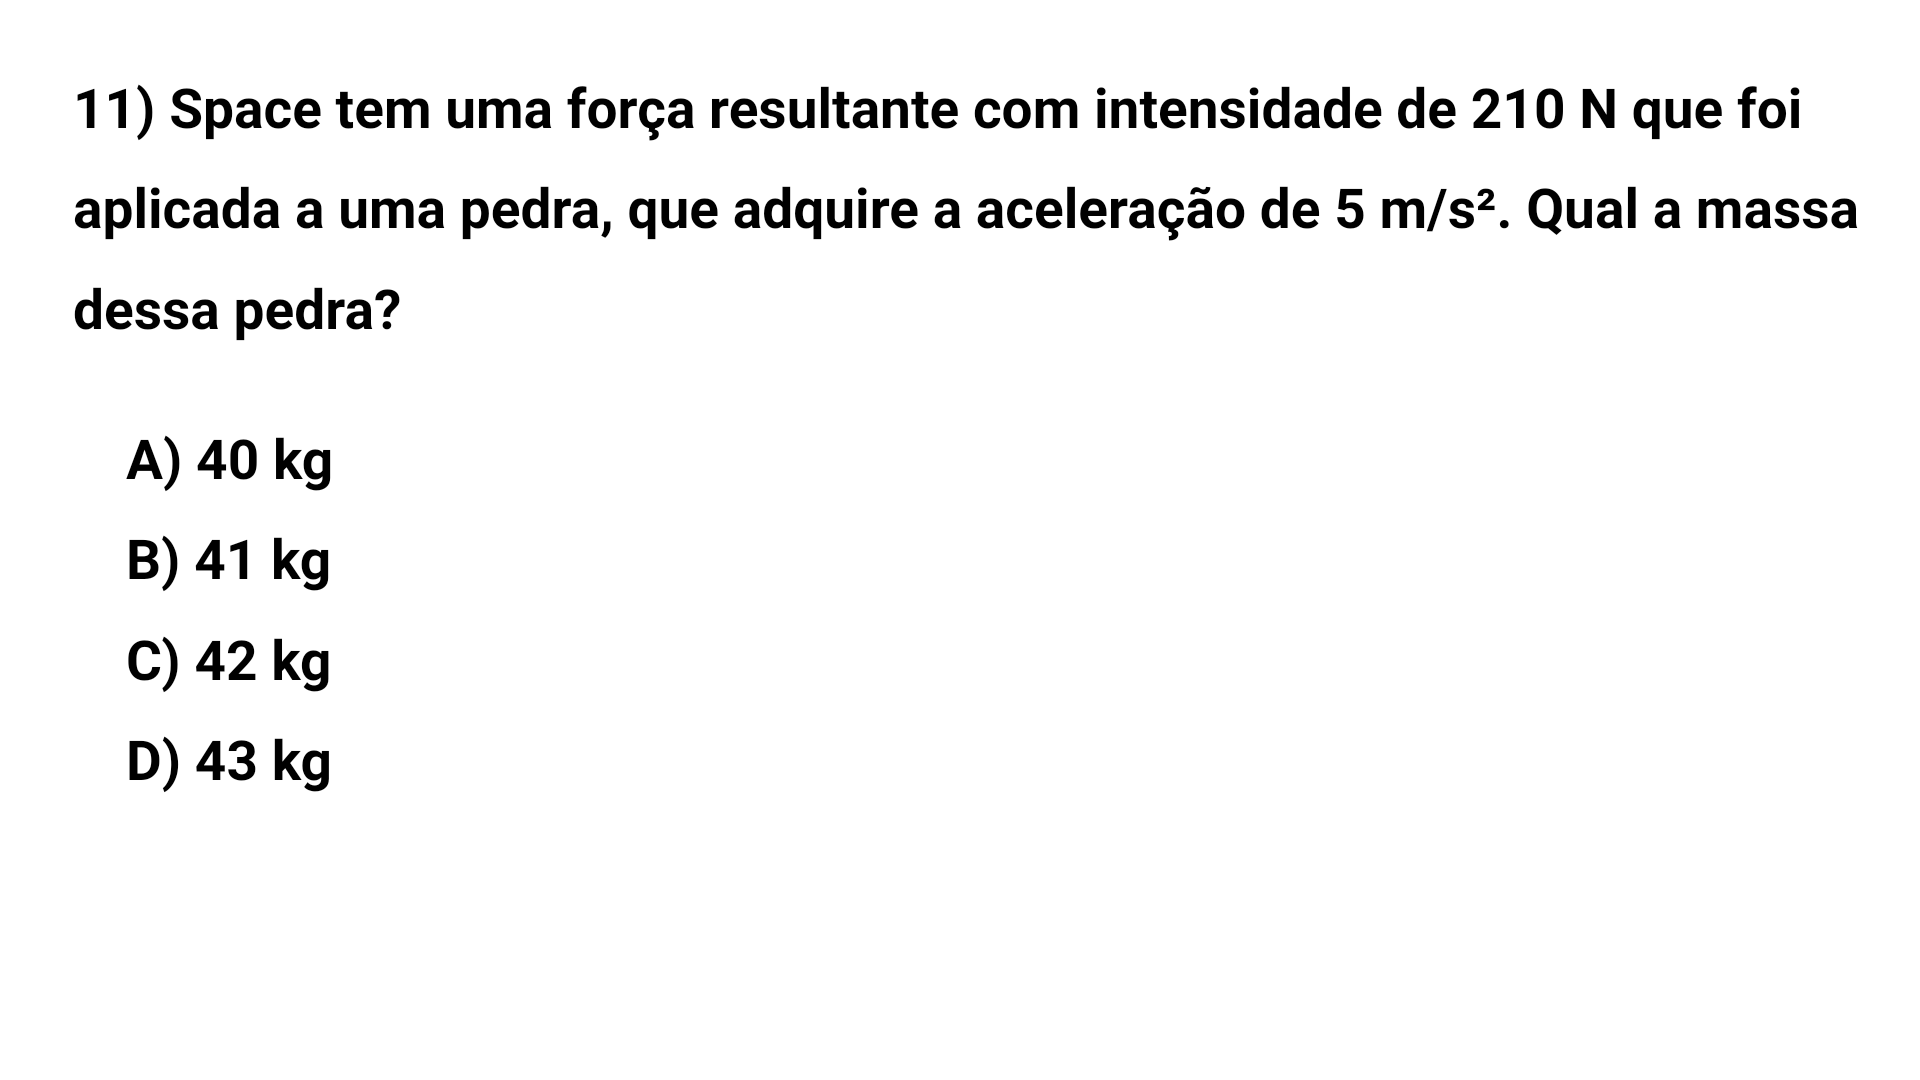 11) Space tem uma força resultante com intensidade de 210 N que foi
aplicada a uma pedra, que adquire a aceleração de 5 m/s². Qual a massa
dessa pedra?
A) 40 kg
B) 41 kg
C) 42 kg
D) 43 kg